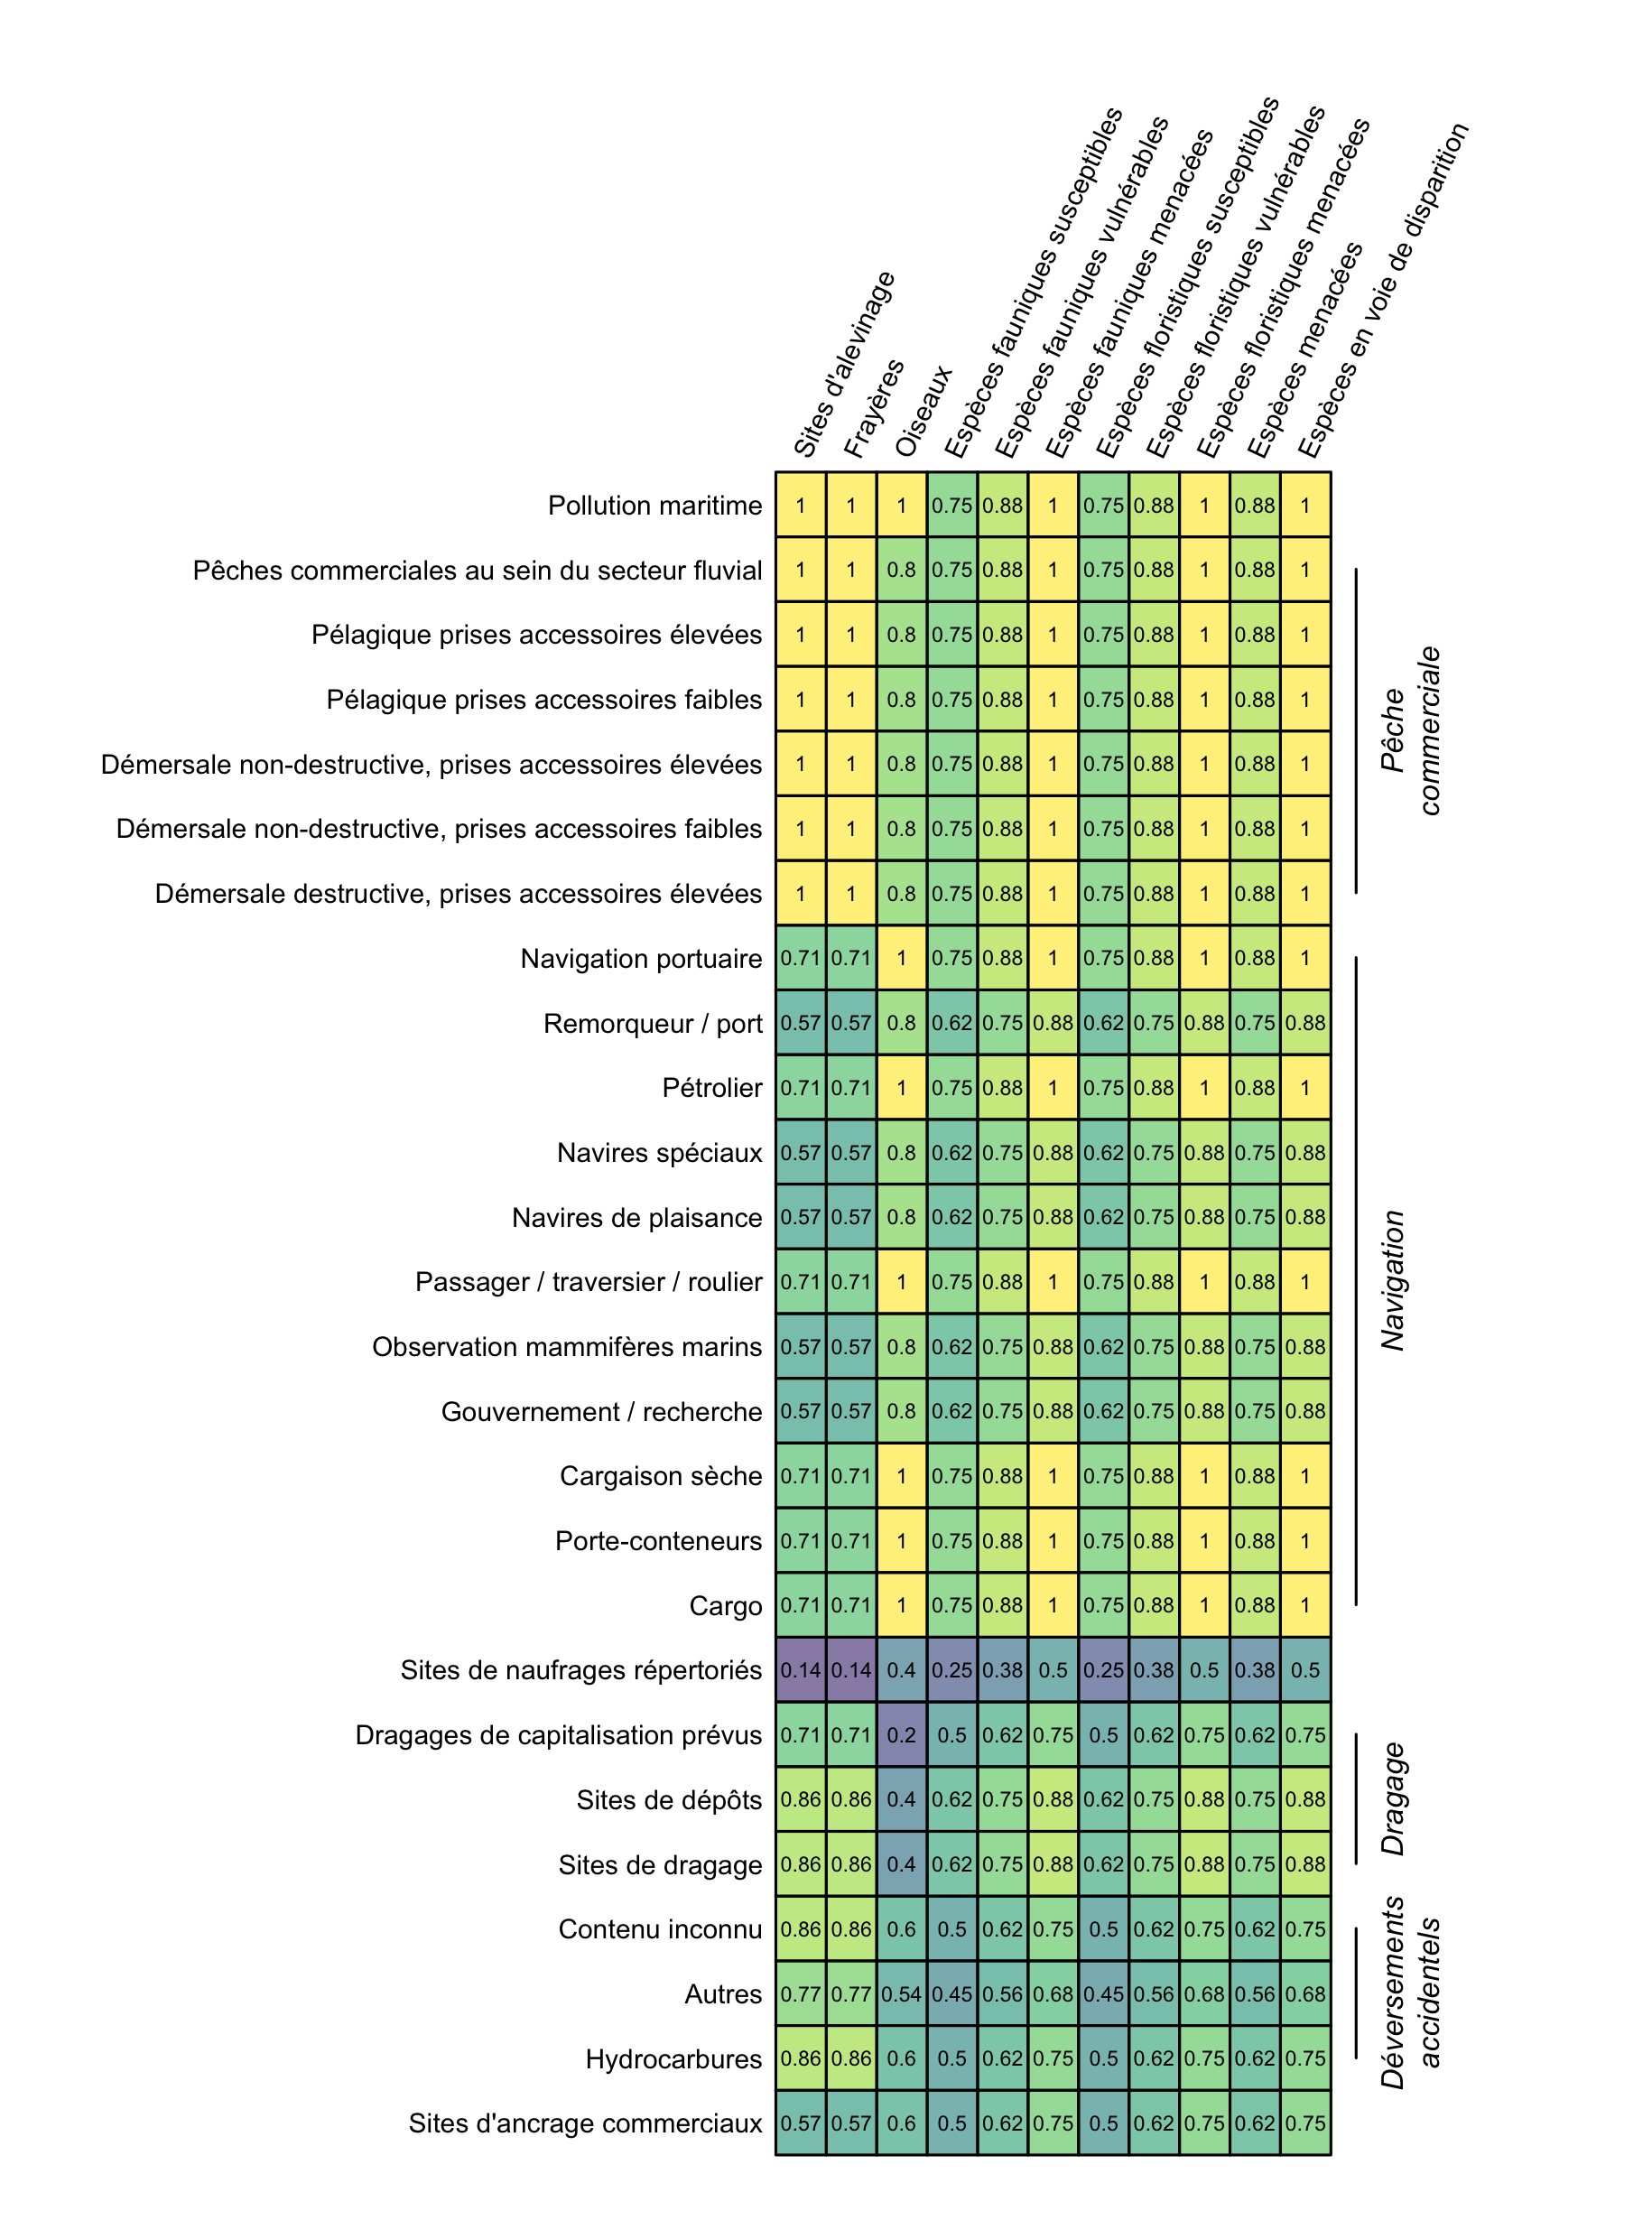 Sites d'alevinage
Frayères
Oiseaux
Espèces fauniques susceptibles
Espèces fauniques vulnérables
Espèces fauniques menacées
Espèces floristiques susceptibles
Espèces floristiques vulnérables
Espèces floristiques menacées
Espèces menacées
Espèces en voie de disparition
Pollution maritime 1 1 1 0.75 0.88 1 0.75 0.88 1 0.88 1
Pêches commerciales au sein du secteur fluvial 1 1 0.8 0.75 0.88 1 0.75 0.88 1 0.88 1
Pélagique prises accessoires élevées 1 1 0.8 0.75 0.88 1 0.75 0.88 1 0.88 1
Pélagique prises accessoires faibles 1 1 0.8 0.75 0.88 1 0.75 0.88 1 0.88 1
Démersale non-destructive, prises accessoires élevées 1 1 0.8 0.75 0.88 1 0.75 0.88 1 0.88 1
Démersale non-destructive, prises accessoires faibles 1 1 0.8 0.75 0.88 1 0.75 0.88 1 0.88 1
Démersale destructive, prises accessoires élevées 1 1 0.8 0.75 0.88 1 0.75 0.88 1 0.88 1
Pêche
commerciale
Navigation portuaire 0.71 0.71 1 0.75 0.88 1 0.75 0.88 1 0.88 1
Remorqueur / port 0.57 0.57 0.8 0.62 0.75 0.88 0.62 0.75 0.88 0.75 0.88
Pétrolier 0.71 0.71 1 0.75 0.88 1 0.75 0.88 1 0.88 1
Navires spéciaux 0.57 0.57 0.8 0.62 0.75 0.88 0.62 0.75 0.88 0.75 0.88
Navires de plaisance 0.57 0.57 0.8 0.62 0.75 0.88 0.62 0.75 0.88 0.75 0.88
Passager / traversier / roulier 0.71 0.71 1 0.75 0.88 1 0.75 0.88 1 0.88 1
Observation mammifères marins 0.57 0.57 0.8 0.62 0.75 0.88 0.62 0.75 0.88 0.75 0.88
Gouvernement / recherche 0.57 0.57 0.8 0.62 0.75 0.88 0.62 0.75 0.88 0.75 0.88
Cargaison sèche 0.71 0.71 1 0.75 0.88 1 0.75 0.88 1 0.88 1
Porte-conteneurs 0.71 0.71 1 0.75 0.88 1 0.75 0.88 1 0.88 1
Cargo 0.71 0.71 1 0.75 0.88 1 0.75 0.88 1 0.88 1
Navigation
Sites de naufrages répertoriés 0.14 0.14 0.4 0.25 0.38 0.5 0.25 0.38 0.5 0.38 0.5
Dragages de capitalisation prévus 0.71 0.71 0.2 0.5 0.62 0.75 0.5 0.62 0.75 0.62 0.75
Sites de dépôts 0.86 0.86 0.4 0.62 0.75 0.88 0.62 0.75 0.88 0.75 0.88
Sites de dragage 0.86 0.86 0.4 0.62 0.75 0.88 0.62 0.75 0.88 0.75 0.88
Dragage
Contenu inconnu 0.86 0.86 0.6 0.5 0.62 0.75 0.5 0.62 0.75 0.62 0.75
Autres 0.77 0.77 0.54 0.45 0.56 0.68 0.45 0.56 0.68 0.56 0.68
Hydrocarbures 0.86 0.86 0.6 0.5 0.62 0.75 0.5 0.62 0.75 0.62 0.75
Déversements
accidentels
Sites d'ancrage commerciaux 0.57 0.57 0.6 0.5 0.62 0.75 0.5 0.62 0.75 0.62 0.75